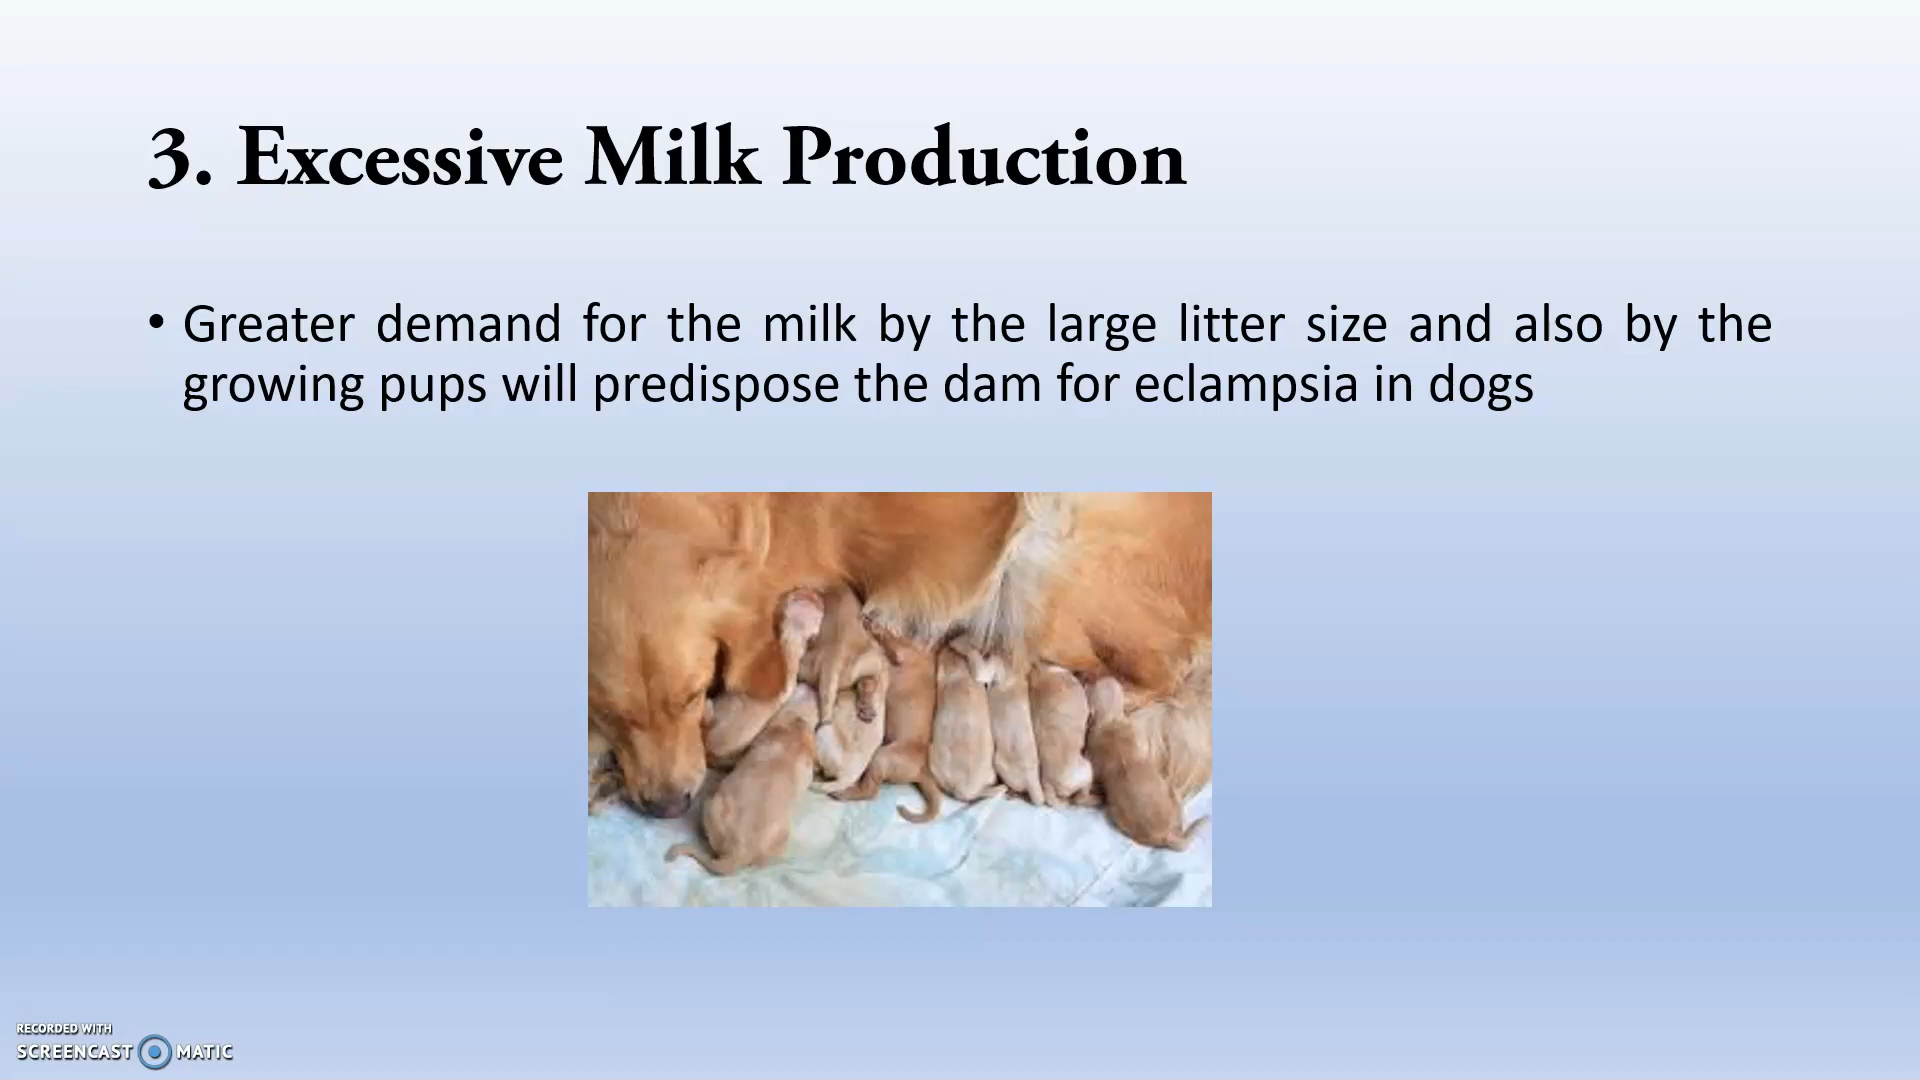 3. Excessive Milk Production
• Greater demand for the milk by the large litter size and also by the
growing pups will predispose the dam for eclampsia in dogs
RECORDED WITH
SCREENCAST MATIC